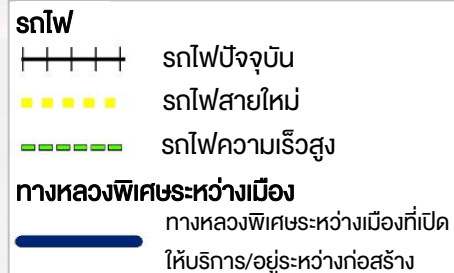 รถไฟ
รถไฟปัจจุบัน
รถไฟสายใหม่
รถไฟความเร็วสูง
ทางหลวงพิเศษระหว่างเมือง
ทางหลวงพิเศษระหว่างเมืองที่เปิด
ให้บริการ/อยู่ระหว่างก่อสร้าง